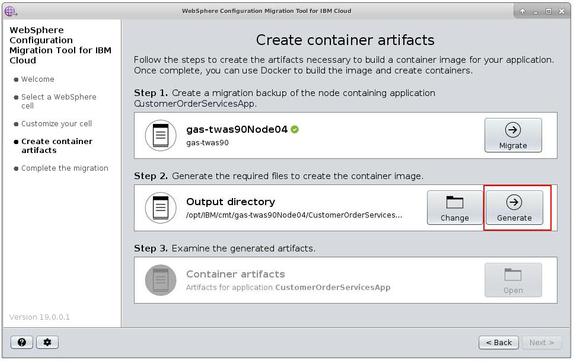 WebSphere Configuration Migration Tool for IBM Cloud
WebSphere
Configuration
Migration Tool for IBM
Cloud
Welcome
Select a WebSphere
cell
Customize your cell
Create container
artifacts
Complete the migration
Version 19.0.0.1
Create container artifacts
Follow the steps to create the artifacts necessary to build a container image for your application.
Once complete, you can use Docker to build the image and create containers.
Step 1. Create a migration backup of the node containing application
CustomerOrderServicesApp.
gas-twas90Node04
gas-twas90
Migrate
Step 2. Generate the required files to create the container image.
Output directory
/opt/IBM/cmt/gas-twas90Node04/CustomerOrderServices...
Change
Generate
Step 3. Examine the generated artifacts.
Container artifacts
Artifacts for application CustomerOrderServicesApp
Open
< Back
Next >